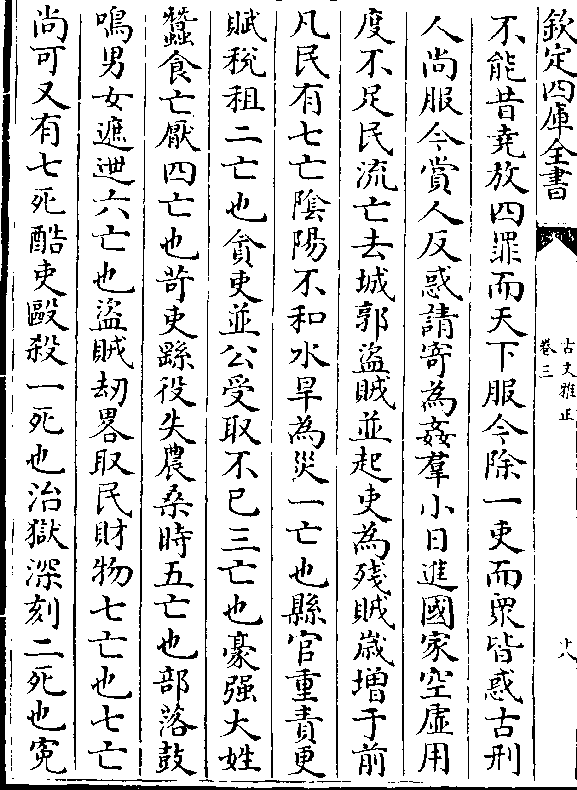 欽定四庫全書
古文雅正
卷三
十八
不能昔堯放四罪而天下服今除一吏而眾皆惑古刑
人尚服今賞人反惑請寄為姦羣小日進國家空虛用
度不足民流亡去城郭盜賊並起吏為殘賊歲增于前
凡民有七亡隂陽不和水旱為災一亡也縣官重責更
賦稅租二亡也貪吏並公受取不已三亡也豪强大姓
蠶食亡厭四亡也苛吏繇役失農桑時五亡也部落鼓
鳴男女遮迣六亡也盜賊刼畧取民財物七亡也七亡
尚可又有七死酷吏毆殺一死也治獄深刻二死也寃